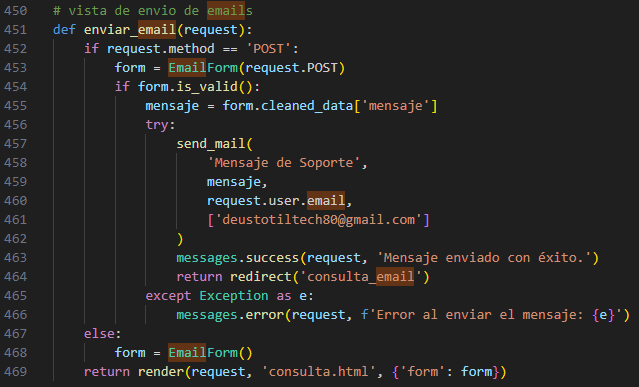 450 # vista de envio de emails
451 def enviar_email(request):
452 if request.method == 'POST':
453 form = EmailForm(request.POST)
454 if form.is_valid():
455 mensaje = form.cleaned_data['mensaje']
456 try:
457 send_mail(
458 'Mensaje de Soporte',
459 mensaje,
460 request.user.email,
461 ['deustotiltech80@gmail.com']
462 )
463 messages.success(request, 'Mensaje enviado con éxito.')
464 return redirect('consulta_email')
465 except Exception as e:
466 messages.error(request, f'Error al enviar el mensaje: {e}')
467 else:
468 form = EmailForm()
469 return render(request, 'consulta.html', {'form': form})